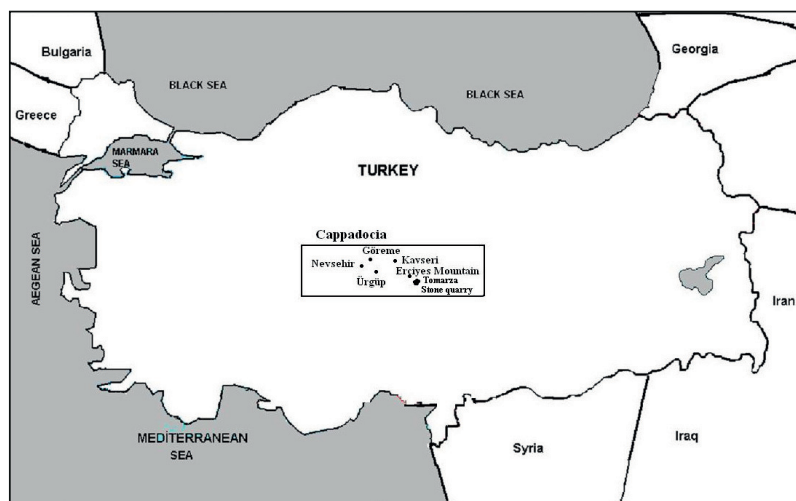 Bulgaria
Georgia
BLACK SEA
BLACK SEA
Greece
MARMARA
SEA
TURKEY
AEGEAN SEA
Cappadocia
Göreme
Nevsehir
Kavseri
Erciyes Mountain
Ürgüp
Tomarza
Stone quarry
Iran
MEDITERRANEAN
SEA
Syria
Iraq